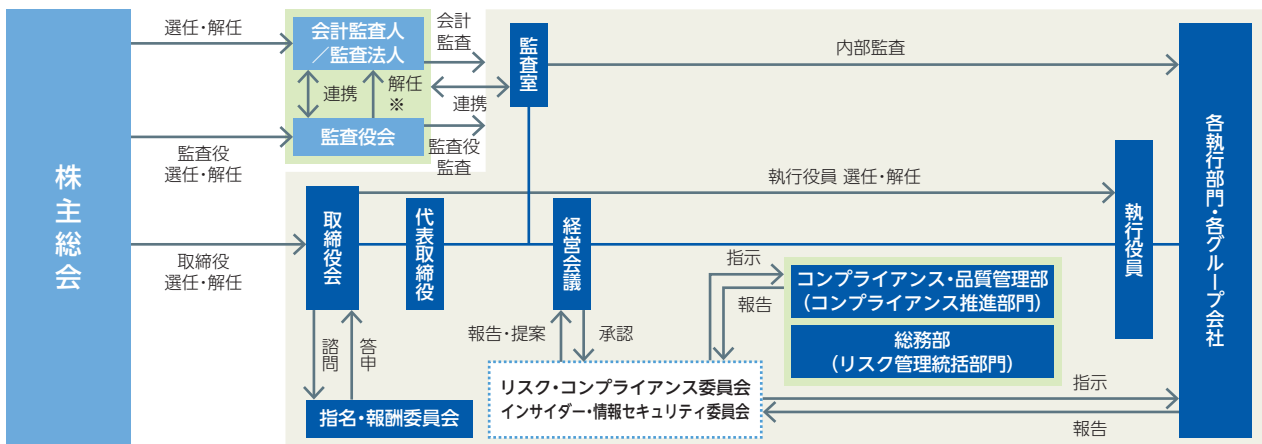 株主総会
選任・解任
監査役
選任・解任
取締役
選任・解任
会計監査人
／監査法人
連携
解任
※
監査役会
会計
監査
連携
監査役
監査
監査室
内部監査
執行役員 選任・解任
取締役会
代表取締役
経営会議
執行役員
各執行部門・各グループ会社
諮問
答申
指名・報酬委員会
報告・提案
承認
リスク・コンプライアンス委員会
インサイダー・情報セキュリティ委員会
指示
報告
コンプライアンス・品質管理部
（コンプライアンス推進部門）
総務部
（リスク管理統括部門）
指示
報告